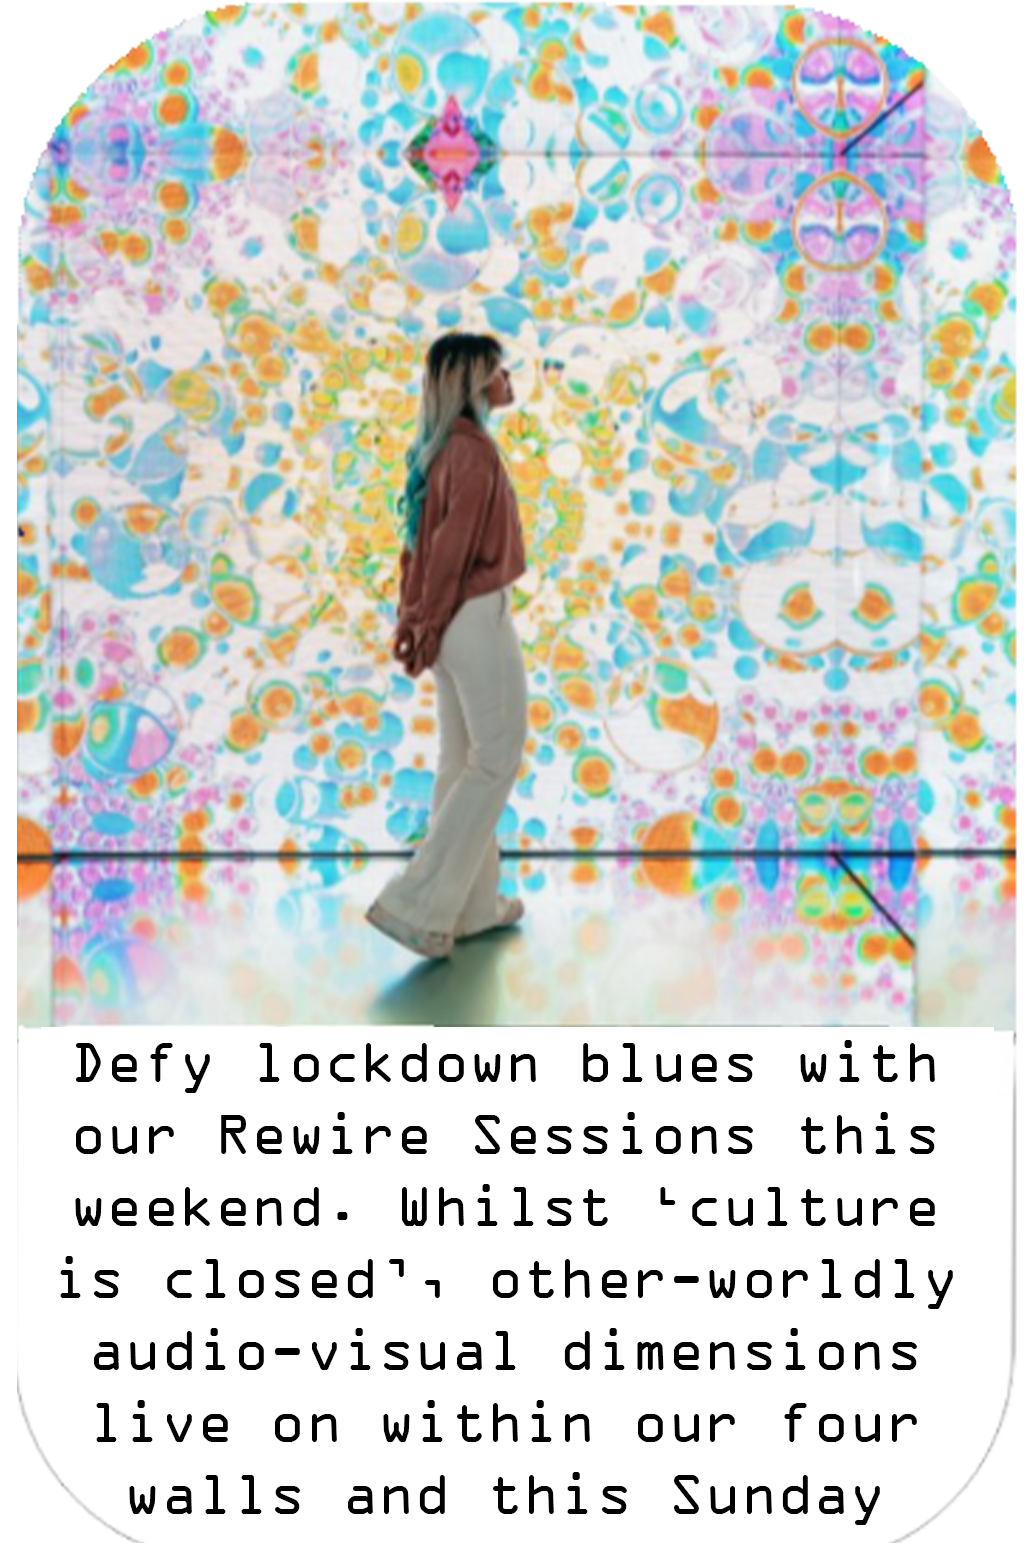 Defy lockdown blues with
our Rewire Sessions this
weekend. Whilst ‘culture
is closed’, other-worldly
audio-visual dimensions
live on within our four
walls and this Sunday